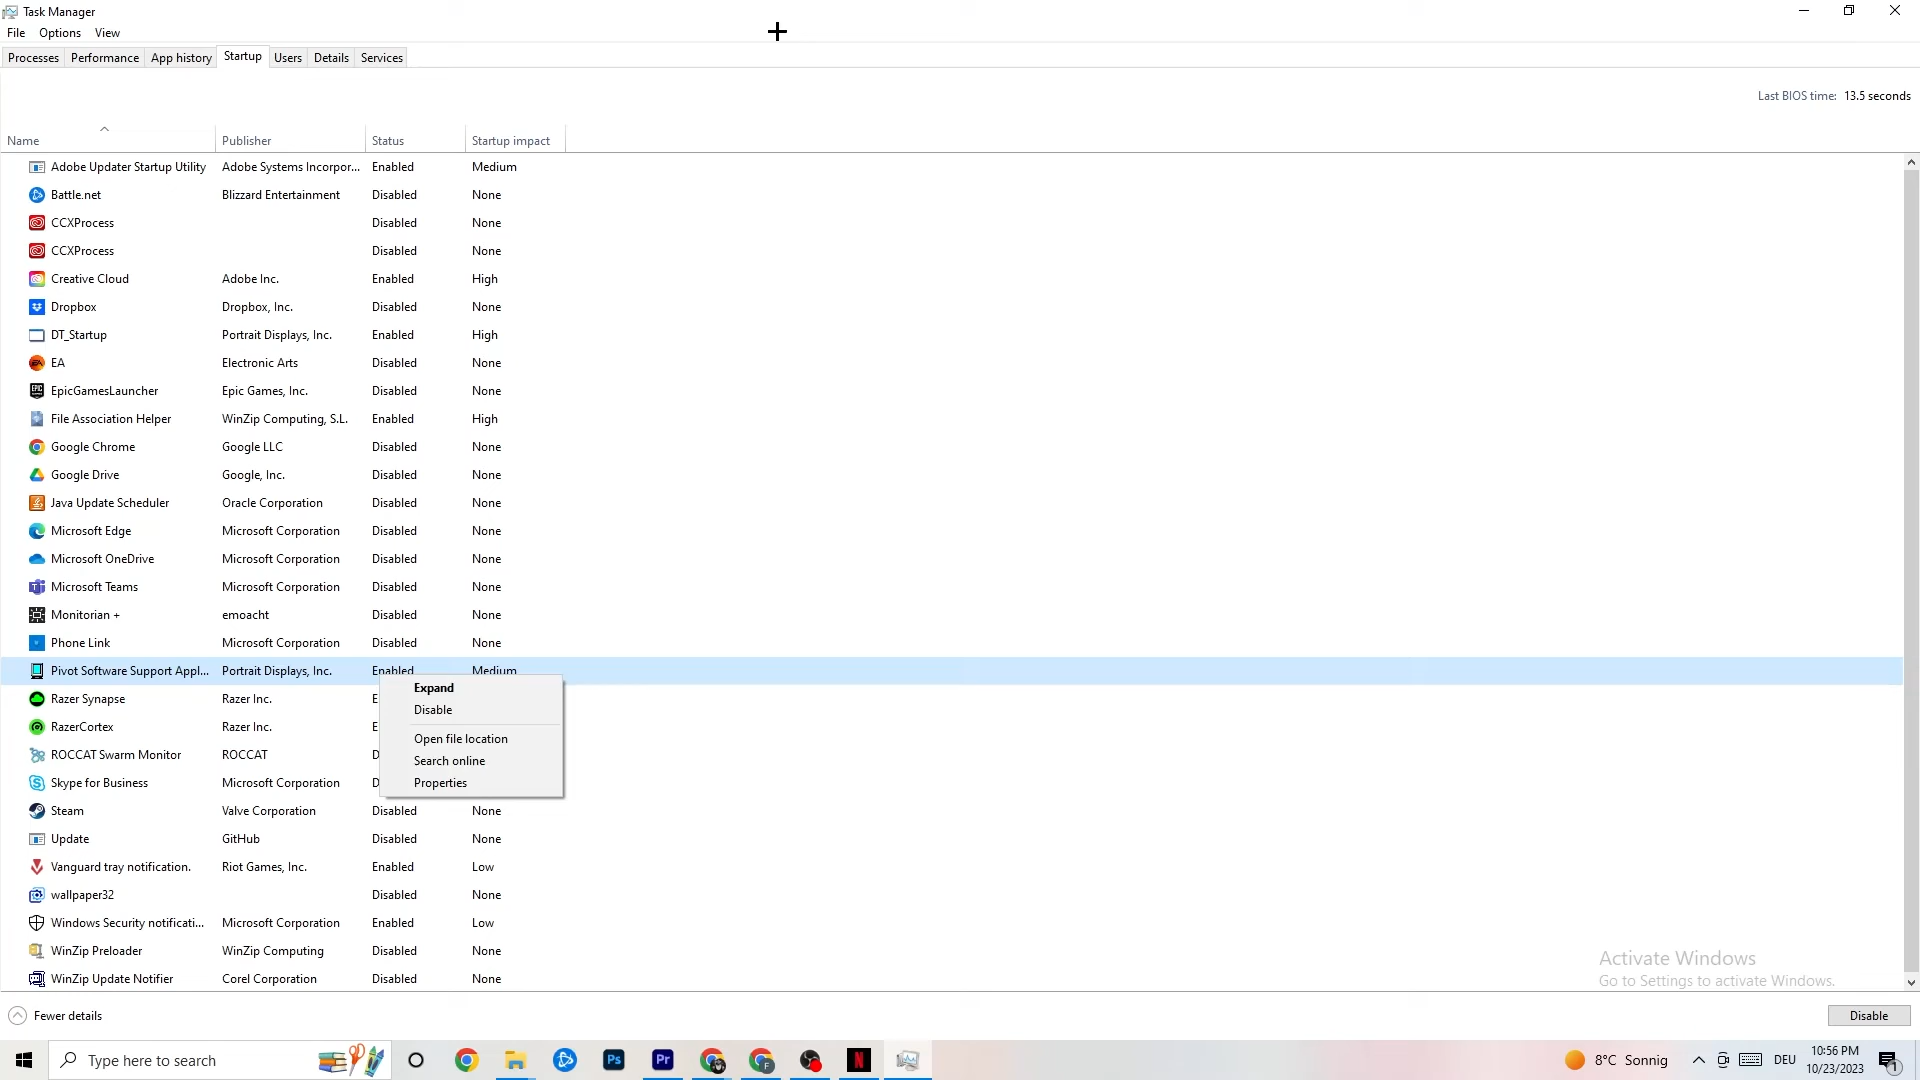 Task Manager
File Options View
Processes Performance App history Startup Users Details Services
Last BIOS time: 13.5 seconds
Name Publisher Status Startup impact
Adobe Updater Startup Utility Adobe Systems Incorpor... Enabled Medium
Battle.net Blizzard Entertainment Disabled None
CCXProcess Disabled None
CCXProcess Disabled None
Creative Cloud Adobe Inc. Enabled High
Dropbox Dropbox, Inc. Disabled None
DT_Startup Portrait Displays, Inc. Enabled High
EA Electronic Arts Disabled None
EpicGamesLauncher Epic Games, Inc. Disabled None
File Association Helper WinZip Computing, S.L. Enabled High
Google Chrome Google LLC Disabled None
Google Drive Google, Inc. Disabled None
Java Update Scheduler Oracle Corporation Disabled None
Microsoft Edge Microsoft Corporation Disabled None
Microsoft OneDrive Microsoft Corporation Disabled None
Microsoft Teams Microsoft Corporation Disabled None
Monitorian + emoacht Disabled None
Phone Link Microsoft Corporation Disabled None
Pivot Software Support Appl... Portrait Displays, Inc. Enabled Medium
Razer Synapse Razer Inc. E
RazerCortex Razer Inc. E
ROCCAT Swarm Monitor ROCCAT D
Skype for Business Microsoft Corporation D
Expand
Disable
Open file location
Search online
Properties
Steam Valve Corporation Disabled None
Update GitHub Disabled None
Vanguard tray notification. Riot Games, Inc. Enabled Low
wallpaper32 Disabled None
Windows Security notificati... Microsoft Corporation Enabled Low
WinZip Preloader WinZip Computing Disabled None
WinZip Update Notifier Corel Corporation Disabled None
Activate Windows
Go to Settings to activate Windows.
Fewer details Disable
Type here to search Ps Pr F N 8°C Sonnig DEU 10:56 PM
10/23/2023 1